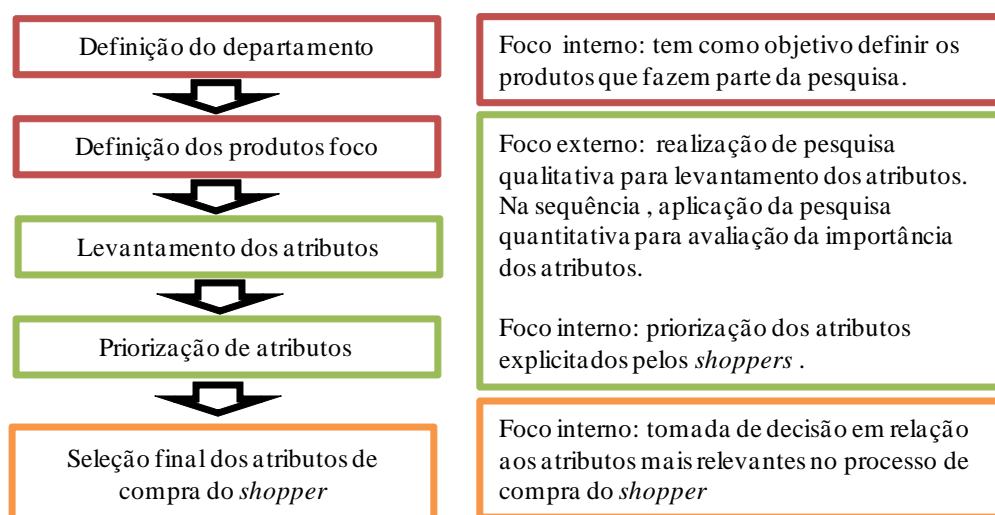 Definição do departamento
Definição dos produtos foco
Levantamento dos atributos
Priorização de atributos
Seleção final dos atributos de
compra do shopper
Foco interno: tem como objetivo definir os
produtos que fazem parte da pesquisa.
Foco externo: realização de pesquisa
qualitativa para levantamento dos atributos.
Na sequência , aplicação da pesquisa
quantitativa para avaliação da importância
dos atributos.
Foco interno: priorização dos atributos
explicitados pelos shoppers .
Foco interno: tomada de decisão em relação
aos atributos mais relevantes no processo de
compra do shopper